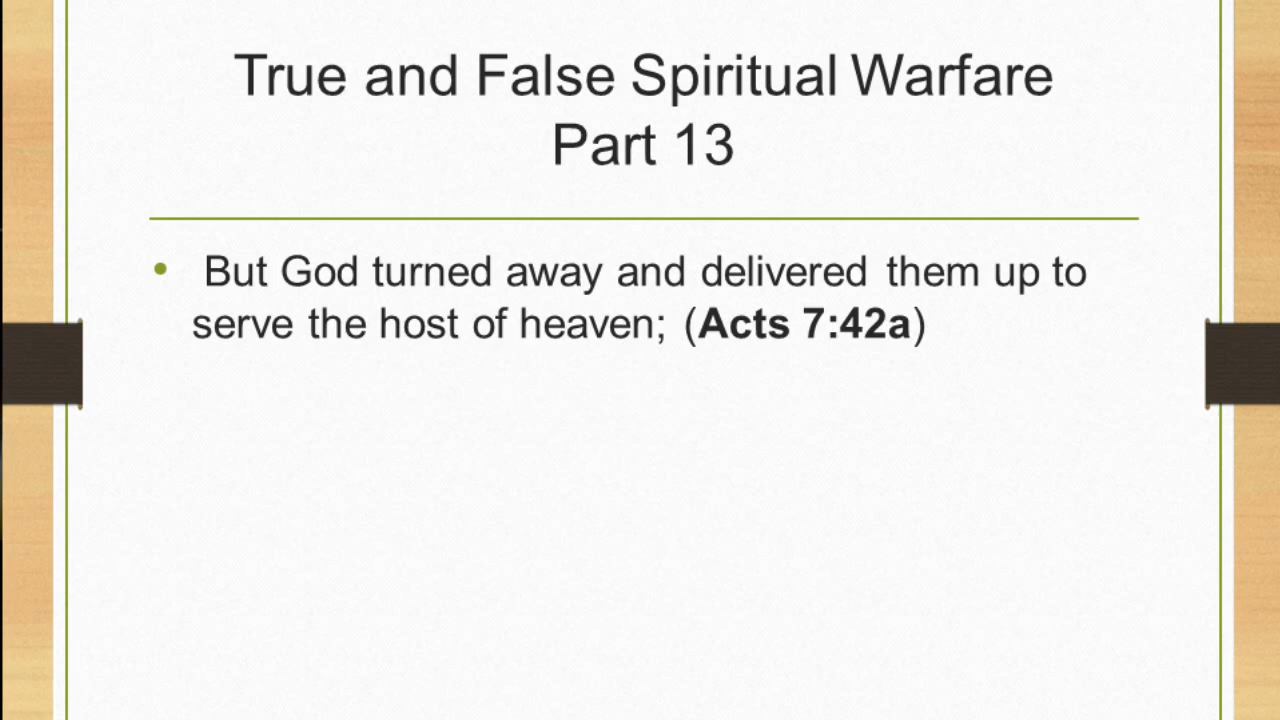 True and False Spiritual Warfare
Part 13
• But God turned away and delivered them up to
serve the host of heaven; (Acts 7:42a)